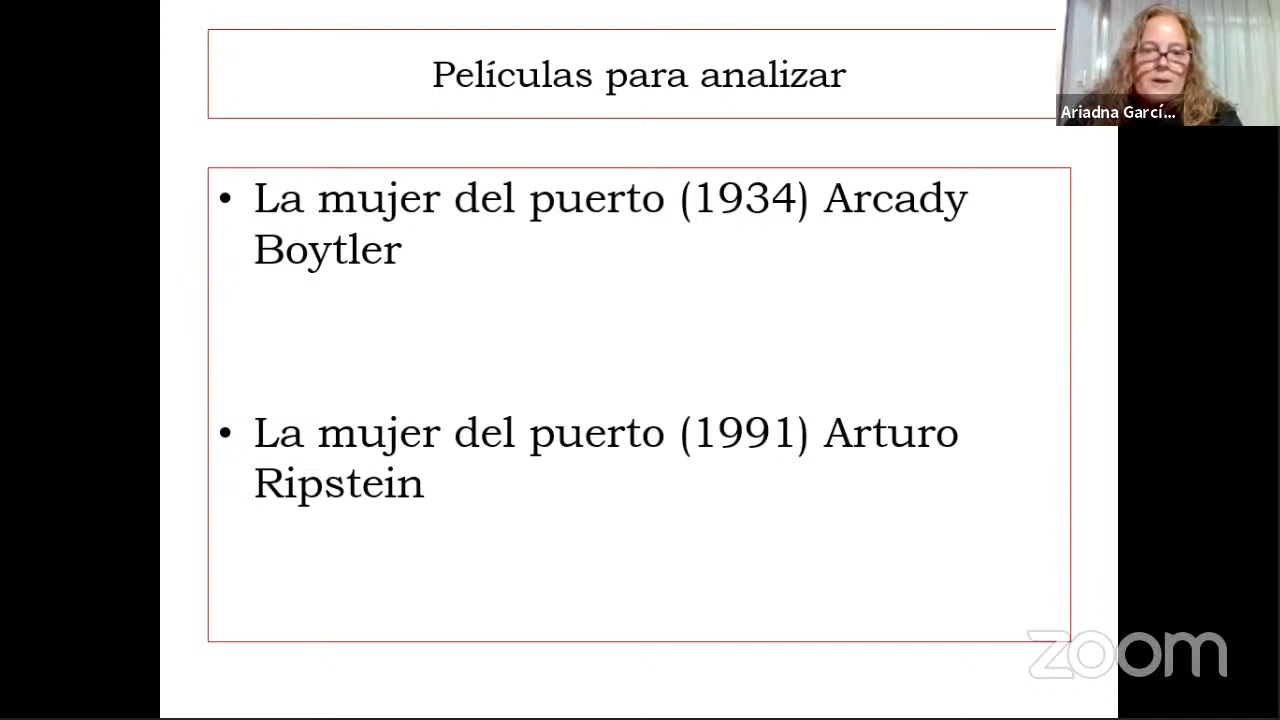 Películas para analizar
Ariadna Garcí...
• La mujer del puerto (1934) Arcady
Boytler
• La mujer del puerto (1991) Arturo
Ripstein
zoom